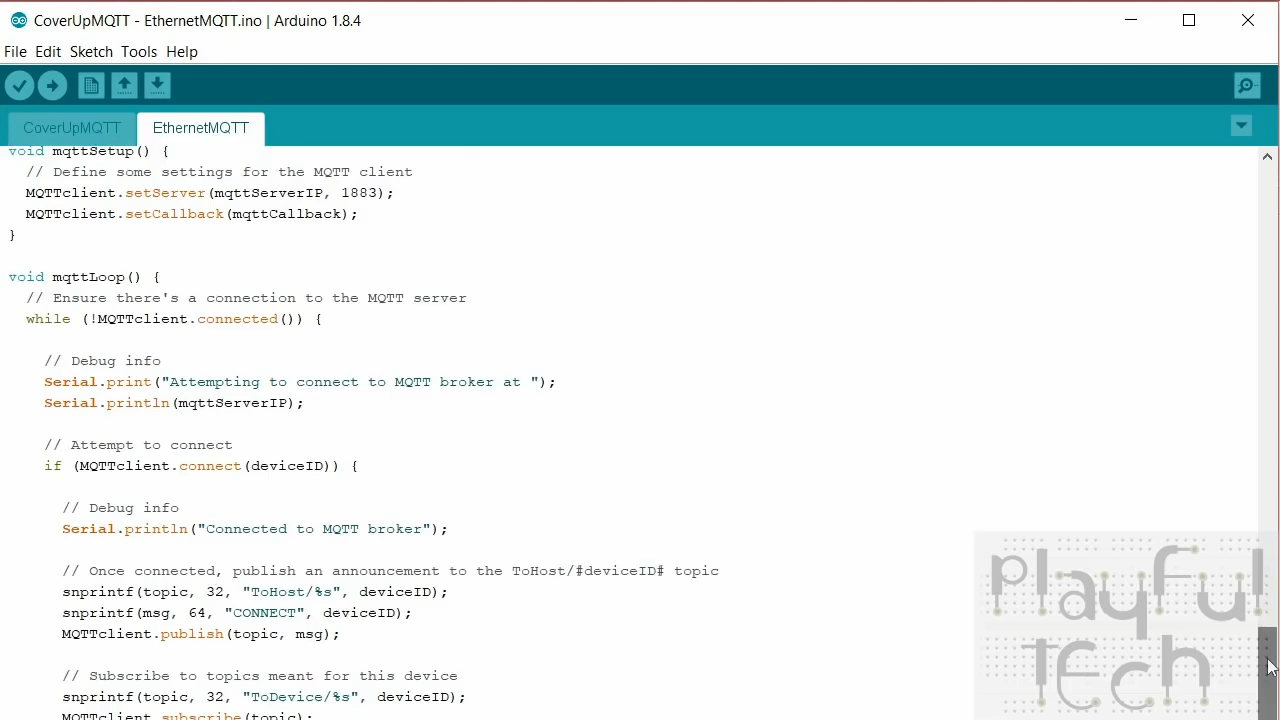 CoverUpMQTT - EthernetMQTT.ino | Arduino 1.8.4
File Edit Sketch Tools Help
CoverUpMQTT EthernetMQTT
void mqttSetup() {
// Define some settings for the MQTT client
MQTTclient.setServer(mqttServerIP, 1883);
MQTTclient.setCallback(mqttCallback);
}
void mqttLoop() {
// Ensure there's a connection to the MQTT server
while (!MQTTclient.connected()) {
// Debug info
Serial.print("Attempting to connect to MQTT broker at ");
Serial.println(mqttServerIP);
// Attempt to connect
if (MQTTclient.connect(deviceID)) {
// Debug info
Serial.println("Connected to MQTT broker");
// Once connected, publish an announcement to the ToHost/#deviceID# topic
snprintf(topic, 32, "ToHost/%s", deviceID);
snprintf(msg, 64, "CONNECT", deviceID);
MQTTclient.publish(topic, msg);
// Subscribe to topics meant for this device
snprintf(topic, 32, "ToDevice/%s", deviceID);
MQTTclient.subscribe(topic);
Playful
TEch